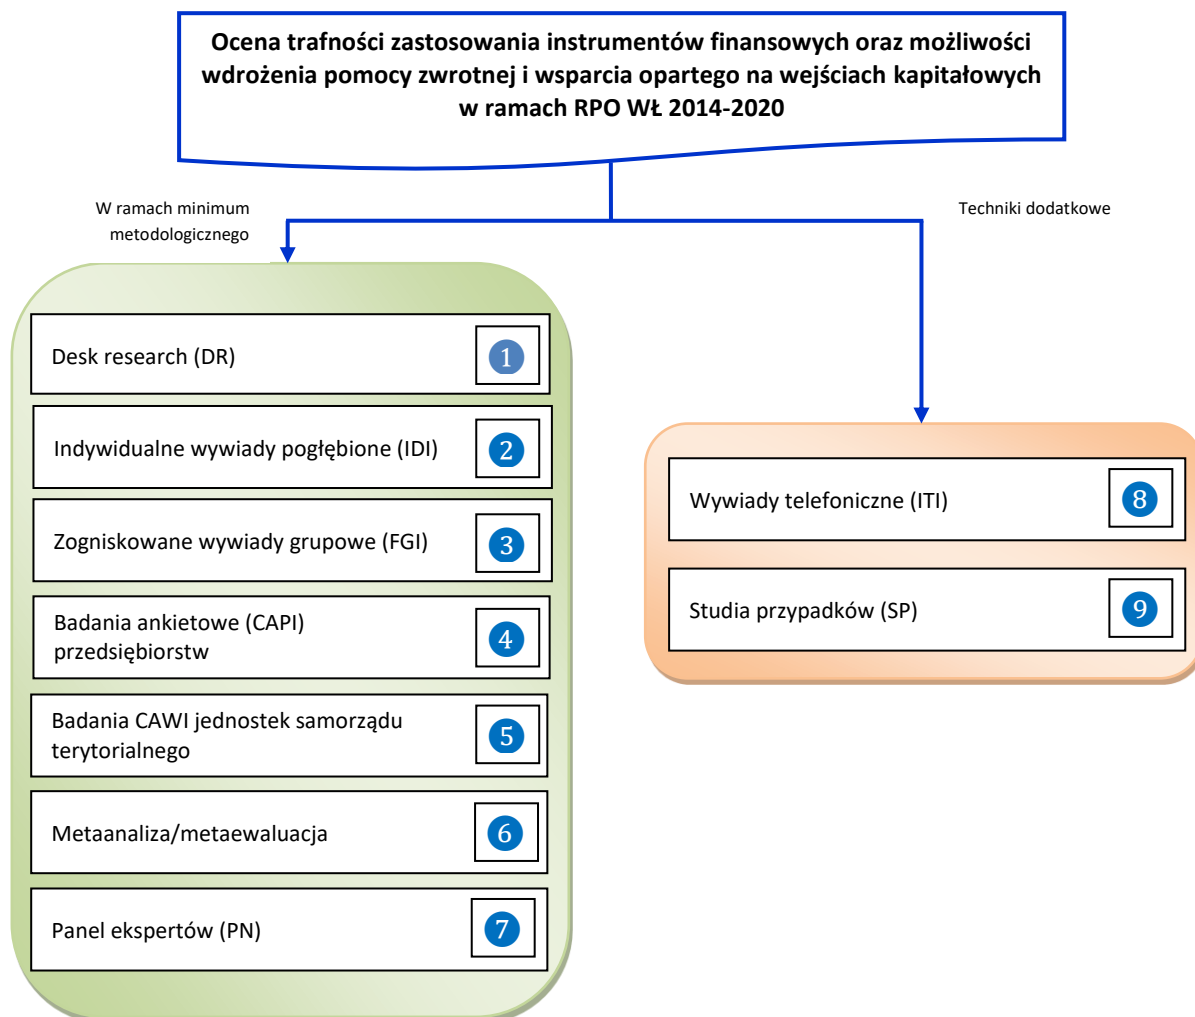 Ocena trafności zastosowania instrumentów finansowych oraz możliwości
wdrożenia pomocy zwrotnej i wsparcia opartego na wejściach kapitałowych
w ramach RPO WŁ 2014-2020
W ramach minimum
metodologicznego
Techniki dodatkowe
Desk research (DR)
1
Indywidualne wywiady pogłębione (IDI)
2
Zogniskowane wywiady grupowe (FGI)
3
Badania ankietowe (CAPI)
przedsiębiorstw
4
Badania CAWI jednostek samorządu
terytorialnego
5
Metaanaliza/metaewaluacja
6
Panel ekspertów (PN)
7
Wywiady telefoniczne (ITI)
8
Studia przypadków (SP)
9